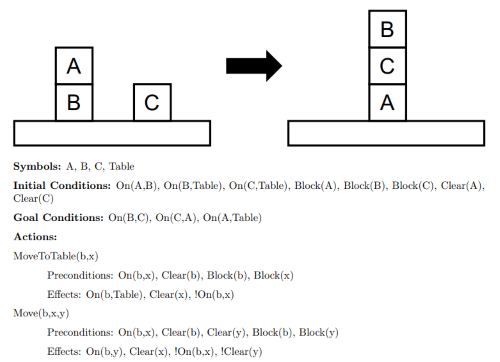 B
A
C
B
C
A
Symbols: A, B, C, Table
Initial Conditions: On(A,B), On(B,Table), On(C,Table), Block(A), Block(B), Block(C), Clear(A),
Clear(C)
Goal Conditions: On(B,C), On(C,A), On(A,Table)
Actions:
MoveToTable(b,x)
Preconditions: On(b,x), Clear(b), Block(b), Block(x)
Effects: On(b,Table), Clear(x), !On(b,x)
Move(b,x,y)
Preconditions: On(b,x), Clear(b), Clear(y), Block(b), Block(y)
Effects: On(b,y), Clear(x), !On(b,x), !Clear(y)